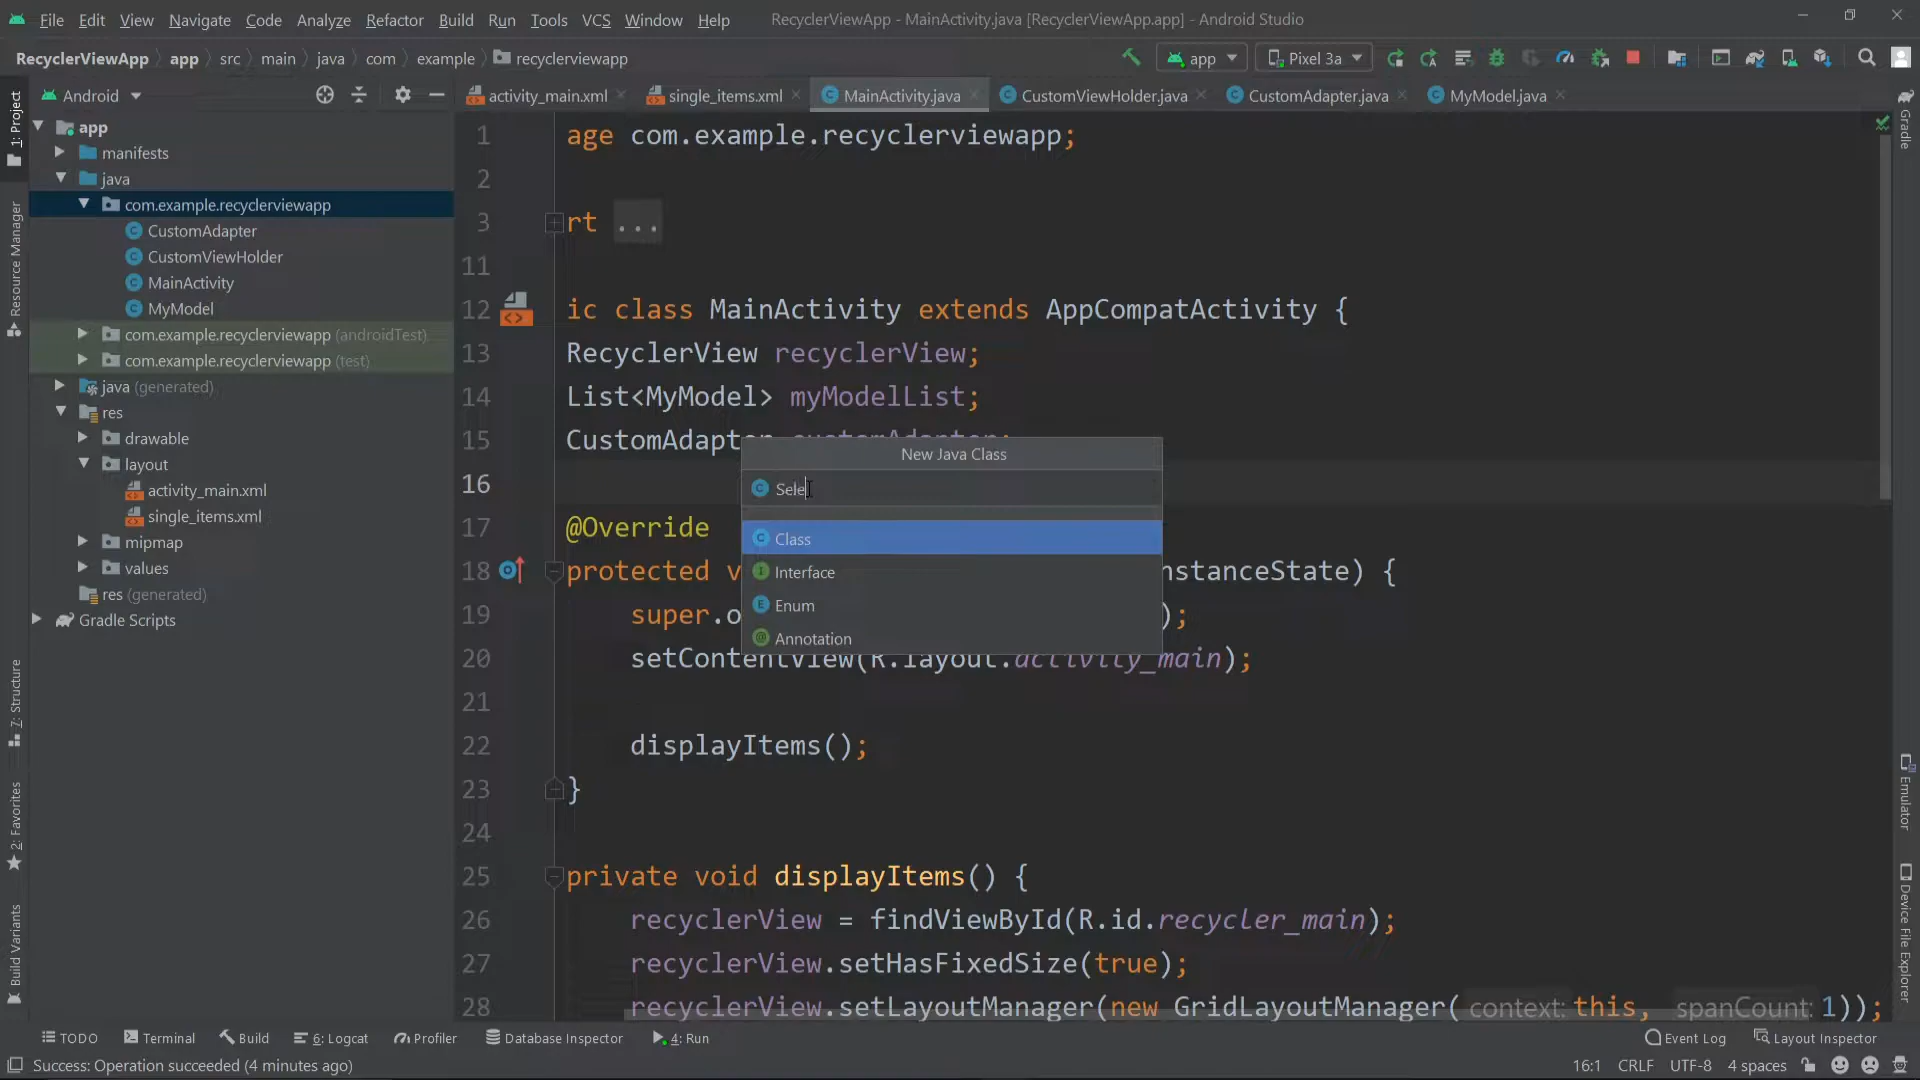 File Edit View Navigate Code Analyze Refactor Build Run Tools VCS Window Help RecyclerViewApp - MainActivity.java [RecyclerViewApp.app] - Android Studio
RecyclerViewApp app src main java com example recyclerviewapp app Pixel 3a
Android
activity_main.xml single_items.xml MainActivity.java CustomViewHolder.java CustomAdapter.java MyModel.java
1: Project
Resource Manager
7: Structure
2: Favorites
Build Variants
app
manifests
java
com.example.recyclerviewapp
CustomAdapter
CustomViewHolder
MainActivity
MyModel
com.example.recyclerviewapp (androidTest)
com.example.recyclerviewapp (test)
java (generated)
res
drawable
layout
activity_main.xml
single_items.xml
mipmap
values
res (generated)
Gradle Scripts
1 age com.example.recyclerviewapp;
2
3 rt ...
11
12 ic class MainActivity extends AppCompatActivity {
13 RecyclerView recyclerView;
14 List<MyModel> myModelList;
15 CustomAdapter customAdapter;
16
17 @Override
18 protected v nstanceState) {
19 super.o );
20 setContentView(R.layout.activity_main);
21
22 displayItems();
23 }
24
25 private void displayItems() {
26 recyclerView = findViewById(R.id.recycler_main);
27 recyclerView.setHasFixedSize(true);
28 recyclerView.setLayoutManager(new GridLayoutManager( context: this, spanCount: 1));
New Java Class
Sele
Class
Interface
Enum
Annotation
Gradle
Emulator
Device File Explorer
TODO Terminal Build 6: Logcat Profiler Database Inspector 4: Run Event Log Layout Inspector
Success: Operation succeeded (4 minutes ago) 16:1 CRLF UTF-8 4 spaces